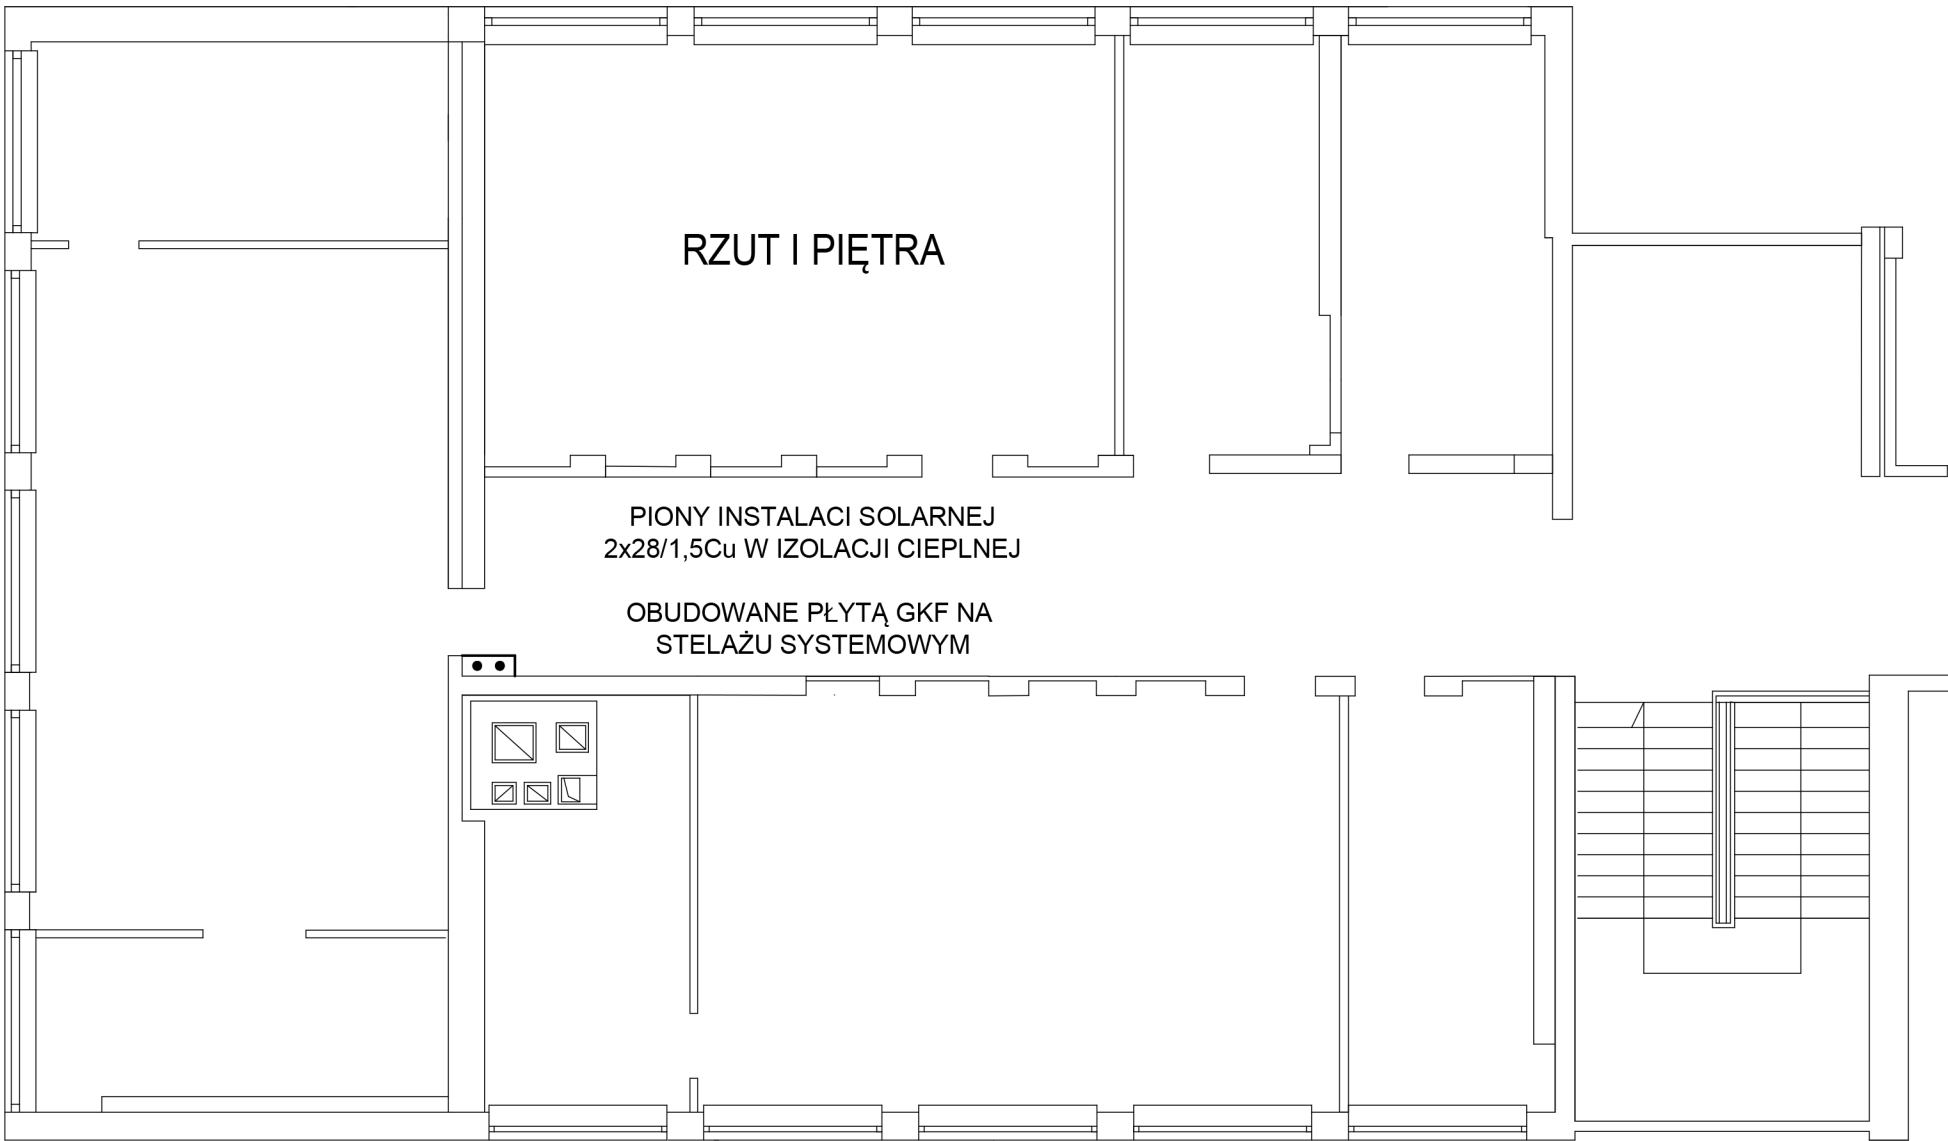 RZUT I PIĘTRA
PIONY INSTALACI SOLARNEJ
2x28/1,5Cu W IZOLACJI CIEPLNEJ
OBUDOWANE PŁYTĄ GKF NA
STELAŻU SYSTEMOWYM